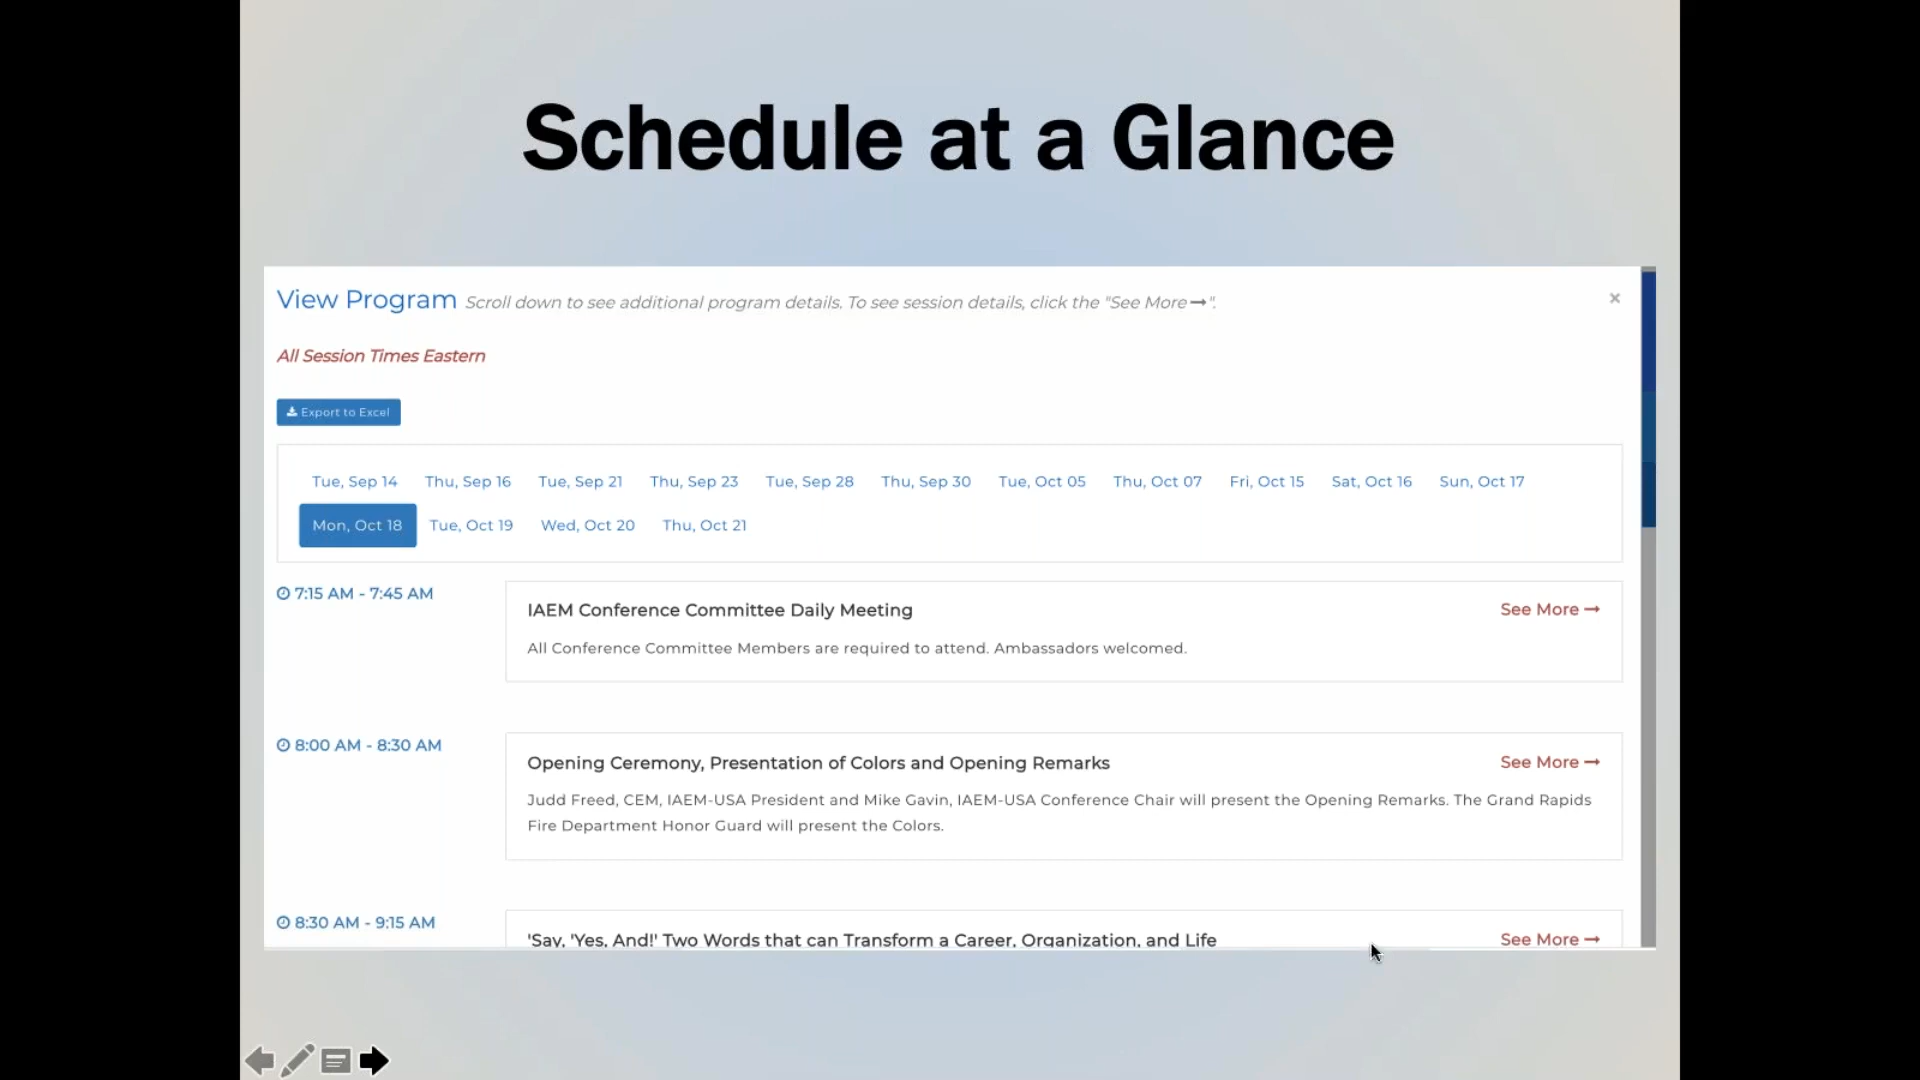 Schedule at a Glance
View Program Scroll down to see additional program details. To see session details, click the "See More ➞".
×
All Session Times Eastern
Export to Excel
Tue, Sep 14 Thu, Sep 16 Tue, Sep 21 Thu, Sep 23 Tue, Sep 28 Thu, Sep 30 Tue, Oct 05 Thu, Oct 07 Fri, Oct 15 Sat, Oct 16 Sun, Oct 17
Mon, Oct 18 Tue, Oct 19 Wed, Oct 20 Thu, Oct 21
7:15 AM - 7:45 AM
IAEM Conference Committee Daily Meeting See More ➞
All Conference Committee Members are required to attend. Ambassadors welcomed.
8:00 AM - 8:30 AM
Opening Ceremony, Presentation of Colors and Opening Remarks See More ➞
Judd Freed, CEM, IAEM-USA President and Mike Gavin, IAEM-USA Conference Chair will present the Opening Remarks. The Grand Rapids
Fire Department Honor Guard will present the Colors.
8:30 AM - 9:15 AM
'Say, 'Yes, And!' Two Words that can Transform a Career, Organization, and Life See More ➞